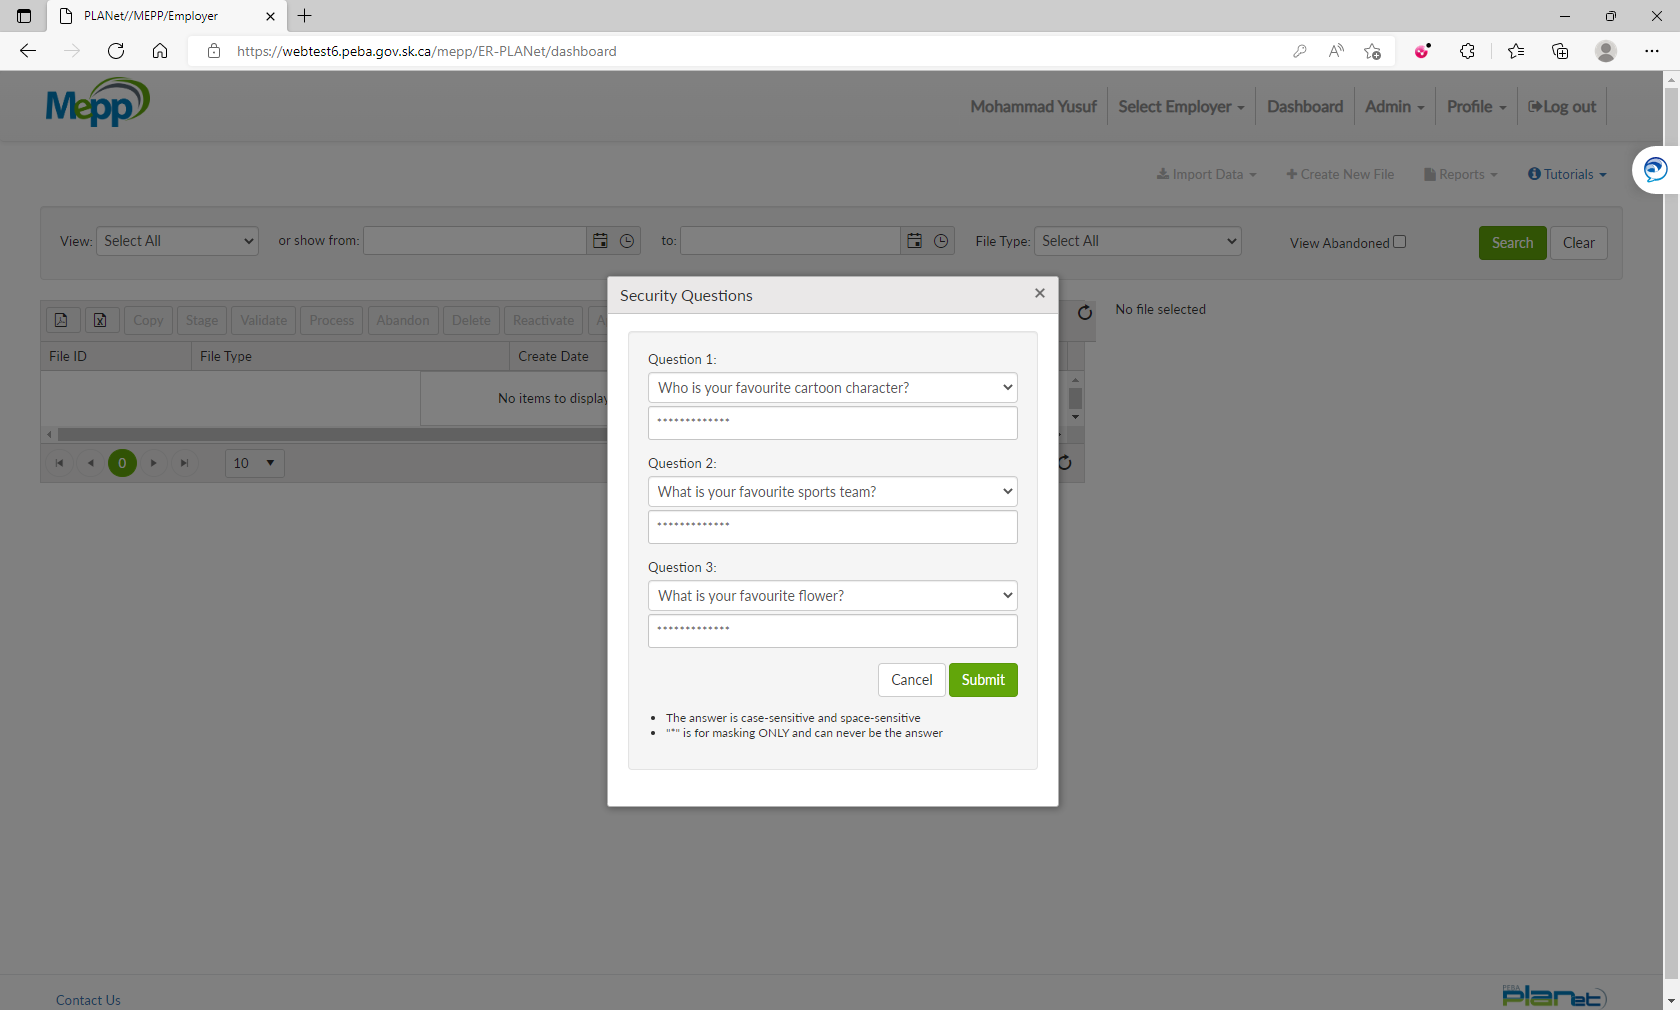 PLANet//MEPP/Employer
https://webtest6.peba.gov.sk.ca/mepp/ER-PLANet/dashboard
Mepp
Mohammad Yusuf
Select Employer
Dashboard
Admin
Profile
Log out
Import Data
Create New File
Reports
Tutorials
View: Select All
or show from:
to:
File Type: Select All
View Abandoned
Search
Clear
Copy
Stage
Validate
Process
Abandon
Delete
Reactivate
No file selected
File ID
File Type
Create Date
No items to display
0
10
Security Questions
Question 1:
Who is your favourite cartoon character?
*************
Question 2:
What is your favourite sports team?
*************
Question 3:
What is your favourite flower?
*************
Cancel
Submit
• The answer is case-sensitive and space-sensitive
• "*" is for masking ONLY and can never be the answer
Contact Us
PEBA
planet